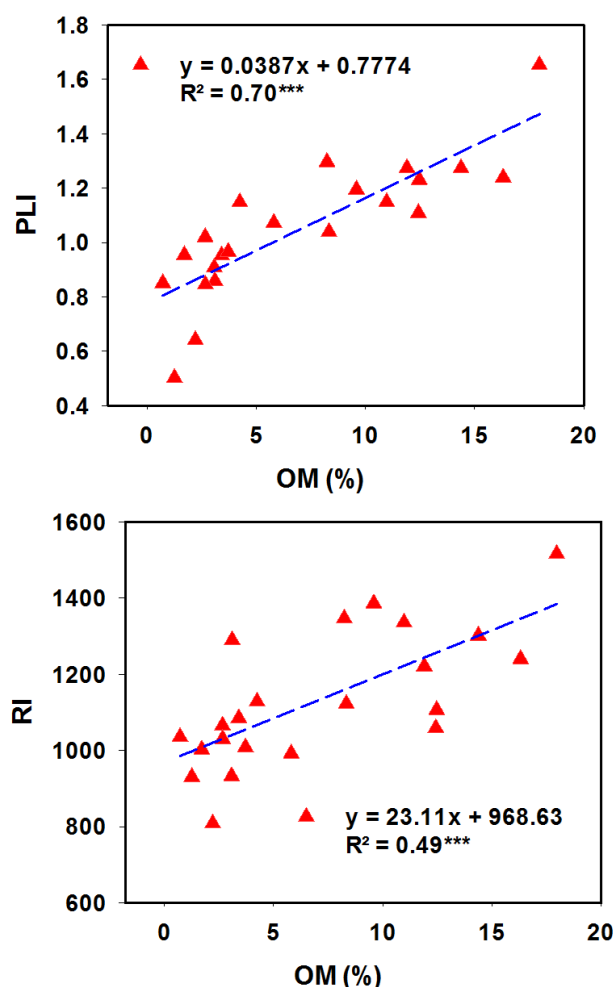 1.8
1.6
1.4
1.2
1.0
0.8
0.6
0.4
PLI
y = 0.0387x + 0.7774
R² = 0.70***
0 5 10 15 20
OM (%)
1600
1400
1200
1000
800
600
RI
y = 23.11x + 968.63
R² = 0.49***
0 5 10 15 20
OM (%)